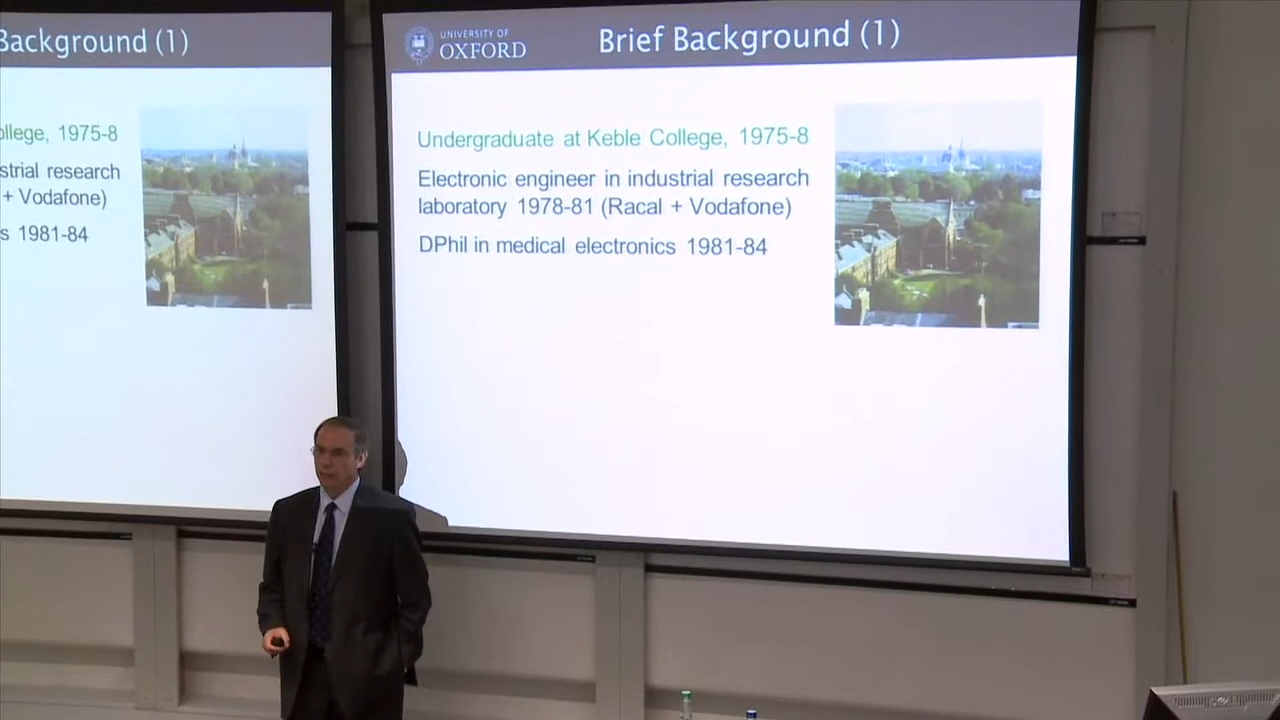 Background (1)
ollege, 1975-8
strial research
+ Vodafone)
s 1981-84
UNIVERSITY OF
OXFORD
Brief Background (1)
Undergraduate at Keble College, 1975-8
Electronic engineer in industrial research
laboratory 1978-81 (Racal + Vodafone)
DPhil in medical electronics 1981-84